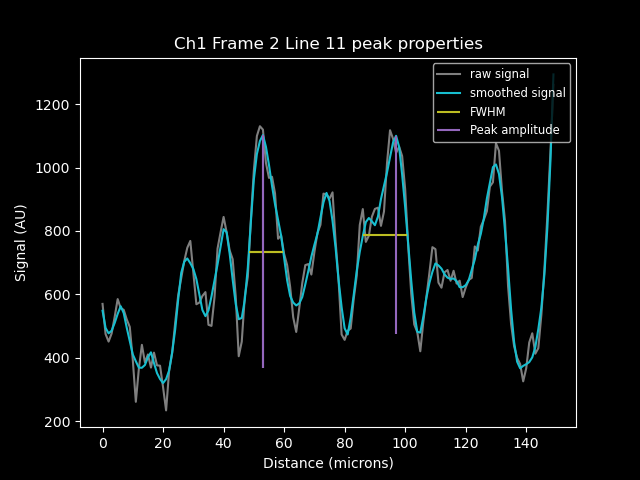 Ch1 Frame 2 Line 11 peak properties
raw signal
smoothed signal
FWHM
Peak amplitude
Signal (AU)
1200
1000
800
600
400
200
0 20 40 60 80 100 120 140
Distance (microns)